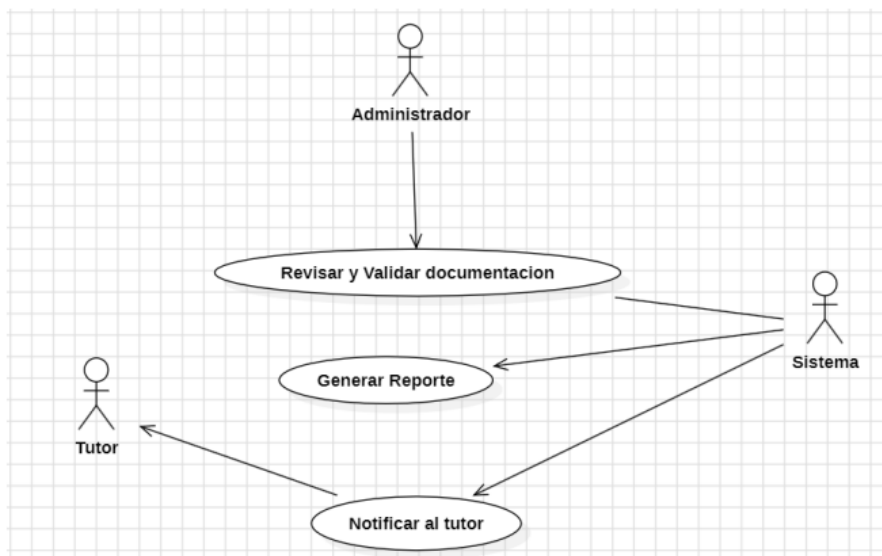 Administrador
Revisar y Validar documentacion
Sistema
Generar Reporte
Tutor
Notificar al tutor